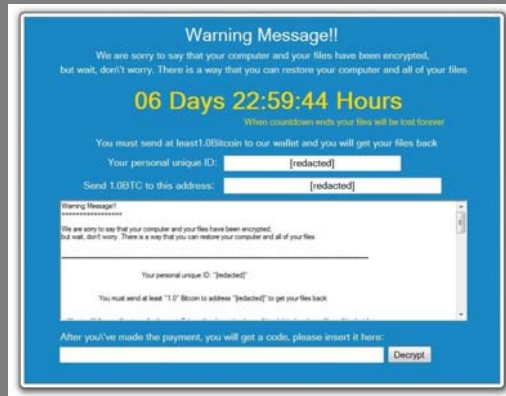 Warning Message!!
We are sorry to say that your computer and your files have been encrypted,
but wait, don\'t worry. There is a way that you can restore your computer and all of your files
06 Days 22:59:44 Hours
When countdown ends your files will be lost forever
You must send at least1.0Bitcoin to our wallet and you will get your files back
Your personal unique ID: [redacted]
Send 1.0BTC to this address: [redacted]
Warning Message!!
We are sorry to say that your computer and your files have been encrypted,
but wait, don't worry. There is a way that you can restore your computer and all of your files
Your personal unique ID: "[redacted]"
You must send at least "1.0" Bitcoin to address "[redacted]" to get your files back
After you\'ve made the payment, you will get a code, please insert it here:
Decrypt